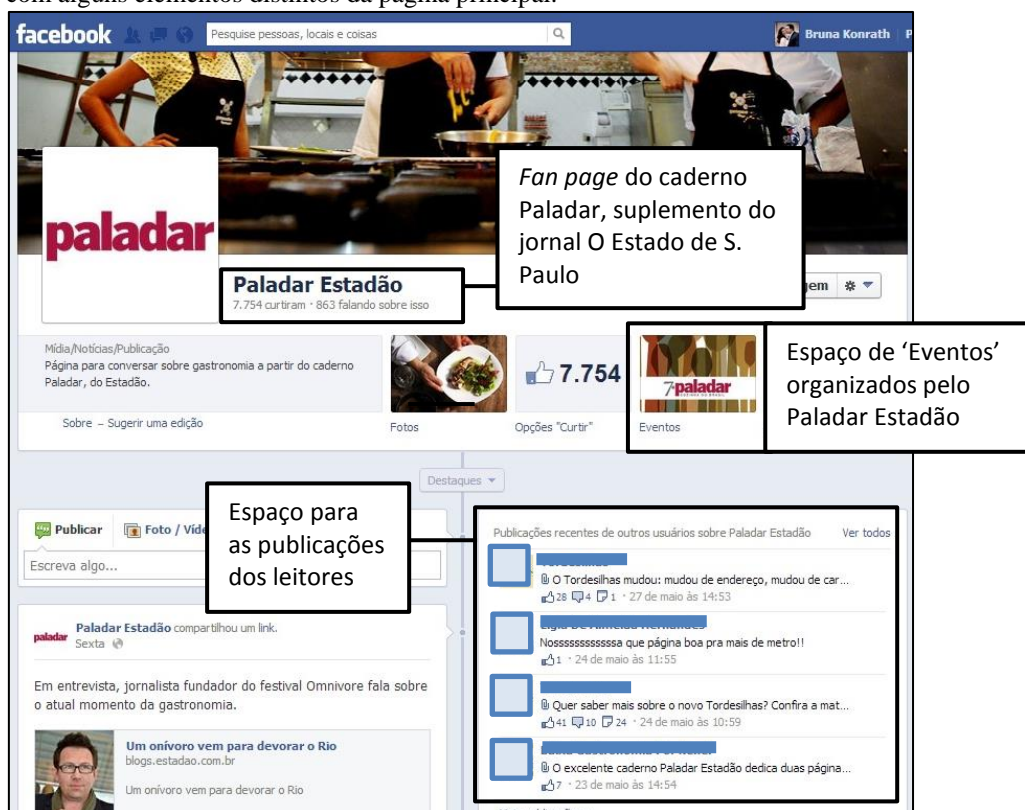 com alguns elementos distintos da página principal.
facebook
Pesquise pessoas, locais e coisas
Bruna Konrath
paladar
Fan page do caderno
Paladar, suplemento do
jornal O Estado de S.
Paulo
Paladar Estadão
7.754 curtiram · 863 falando sobre isso
Mídia/Notícias/Publicação
Página para conversar sobre gastronomia a partir do caderno
Paladar, do Estadão.
Sobre – Sugerir uma edição
Fotos
7.754
Opções "Curtir"
7º paladar
Eventos
Espaço de ‘Eventos’
organizados pelo
Paladar Estadão
Destaques
Espaço para
as publicações
dos leitores
Publicar
Foto / Víde
Escreva algo...
Publicações recentes de outros usuários sobre Paladar Estadão
Ver todos
O Tordesilhas mudou: mudou de endereço, mudou de car...
28 4 1 · 27 de maio às 14:53
Nossssssssssssa que página boa pra mais de metro!!
1 · 24 de maio às 11:55
Quer saber mais sobre o novo Tordesilhas? Confira a mat...
41 10 24 · 24 de maio às 10:59
O excelente caderno Paladar Estadão dedica duas página...
7 · 23 de maio às 14:54
paladar
Paladar Estadão compartilhou um link.
Sexta
Em entrevista, jornalista fundador do festival Omnivore fala sobre
o atual momento da gastronomia.
Um onívoro vem para devorar o Rio
blogs.estadao.com.br
Um onívoro vem para devorar o Rio